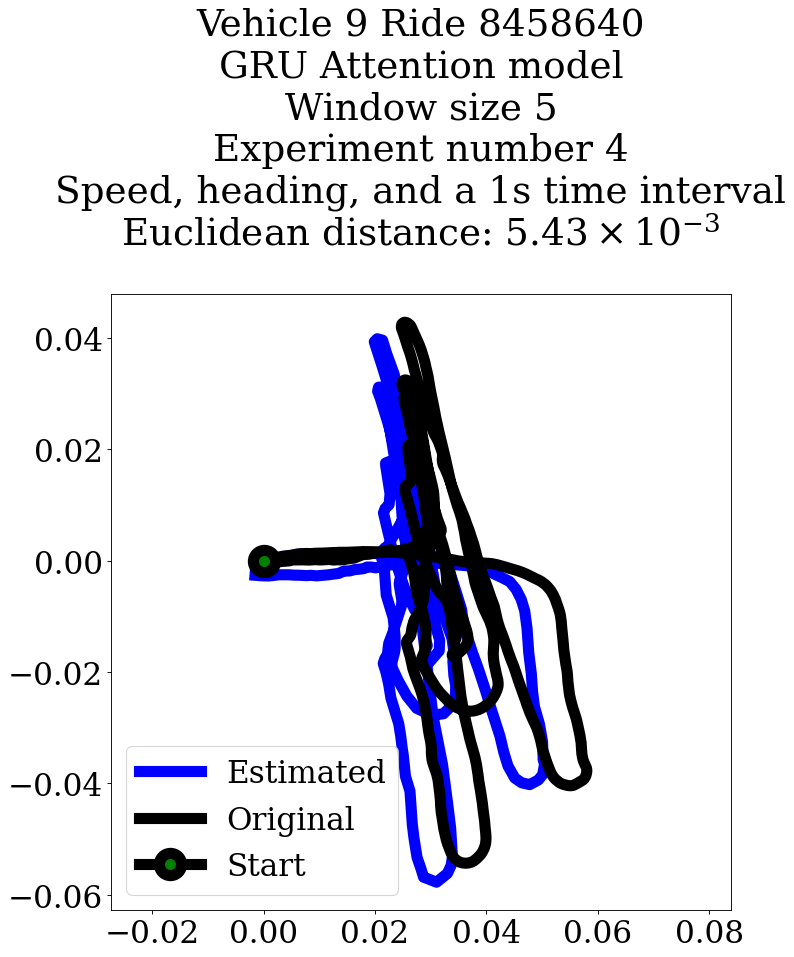 Vehicle 9 Ride 8458640
GRU Attention model
Window size 5
Experiment number 4
Speed, heading, and a 1s time interval
Euclidean distance: 5.43 × 10⁻³
0.04
0.02
0.00
−0.02
−0.04
−0.06
Estimated
Original
Start
−0.02 0.00 0.02 0.04 0.06 0.08